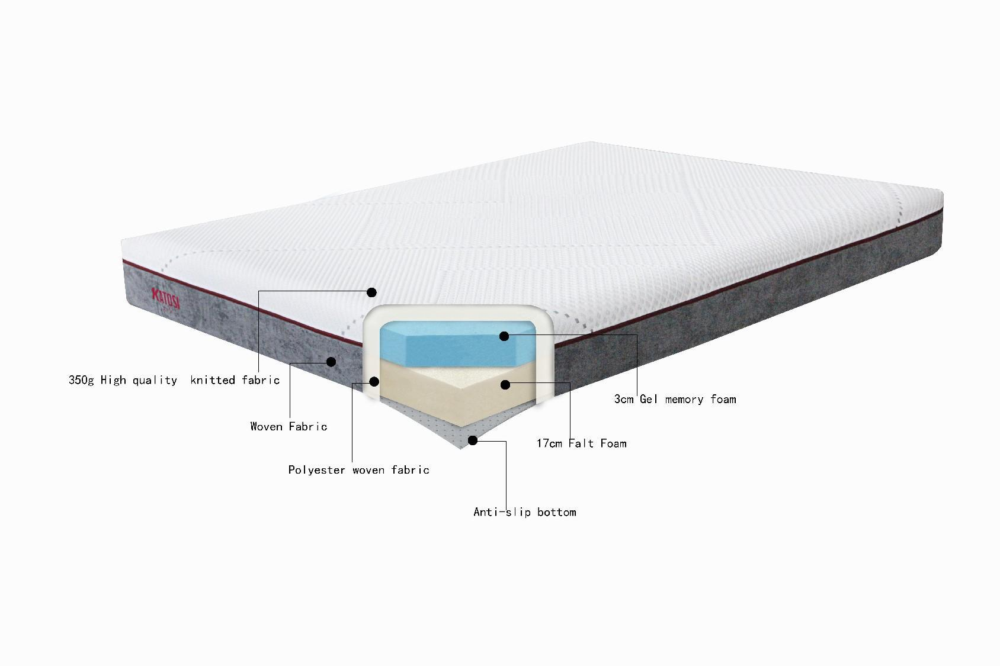 KATOSI
350g High quality  knitted fabric
3cm Gel memory foam
Woven Fabric
17cm Falt Foam
Polyester woven fabric
Anti-slip bottom